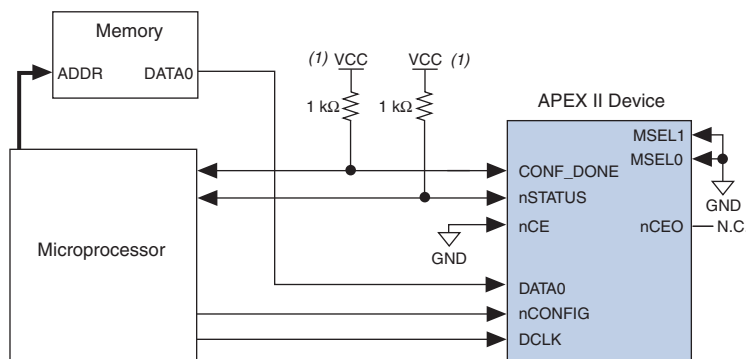 Memory
ADDR DATA0
(1) VCC VCC (1)
1 kΩ 1 kΩ
APEX II Device
MSEL1
MSEL0
GND
CONF_DONE
nSTATUS
nCE
nCEO N.C
GND
Microprocessor
DATA0
nCONFIG
DCLK